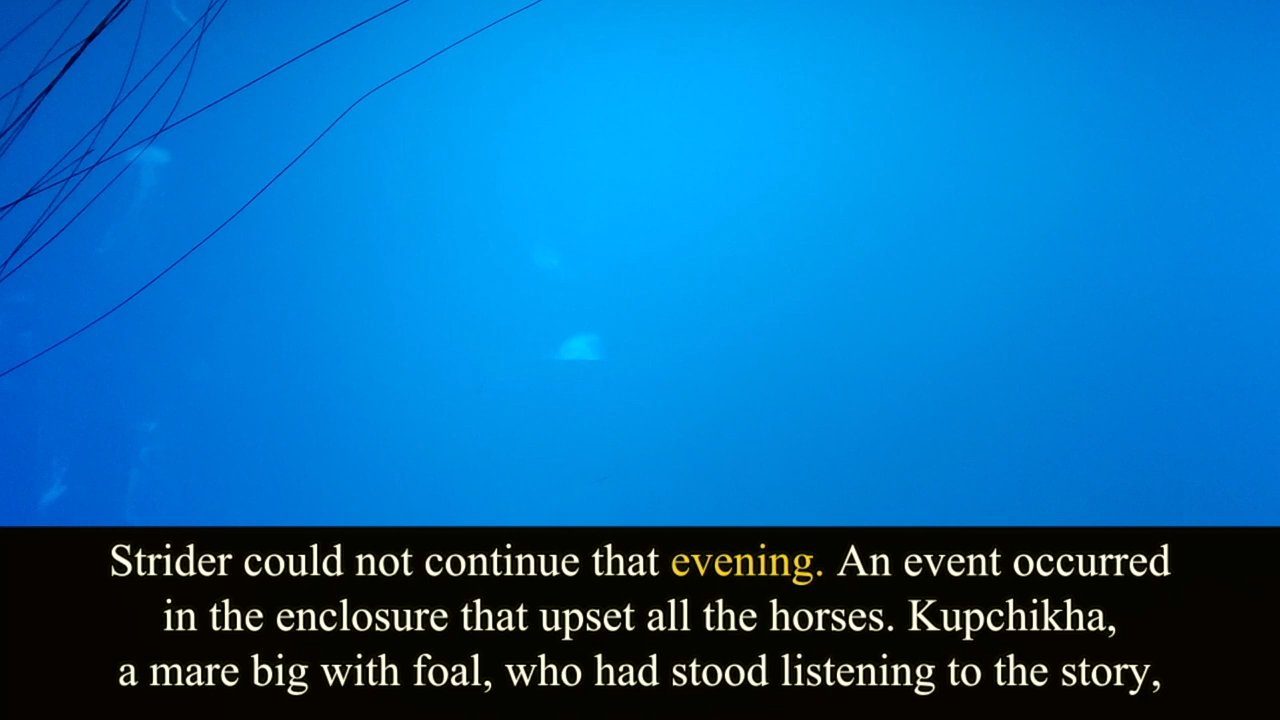 Strider could not continue that evening. An event occurred
in the enclosure that upset all the horses. Kupchikha,
a mare big with foal, who had stood listening to the story,